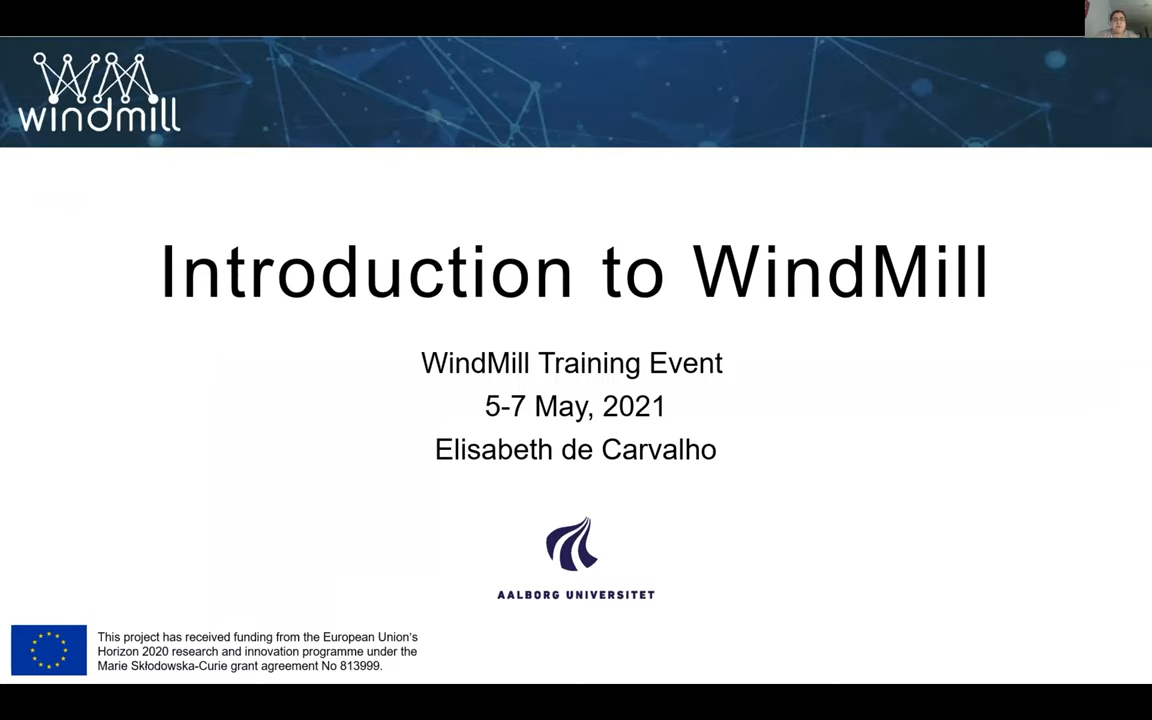 WM
windmill
Introduction to WindMill
WindMill Training Event
5-7 May, 2021
Elisabeth de Carvalho
AALBORG UNIVERSITET
This project has received funding from the European Union's
Horizon 2020 research and innovation programme under the
Marie Skłodowska-Curie grant agreement No 813999.